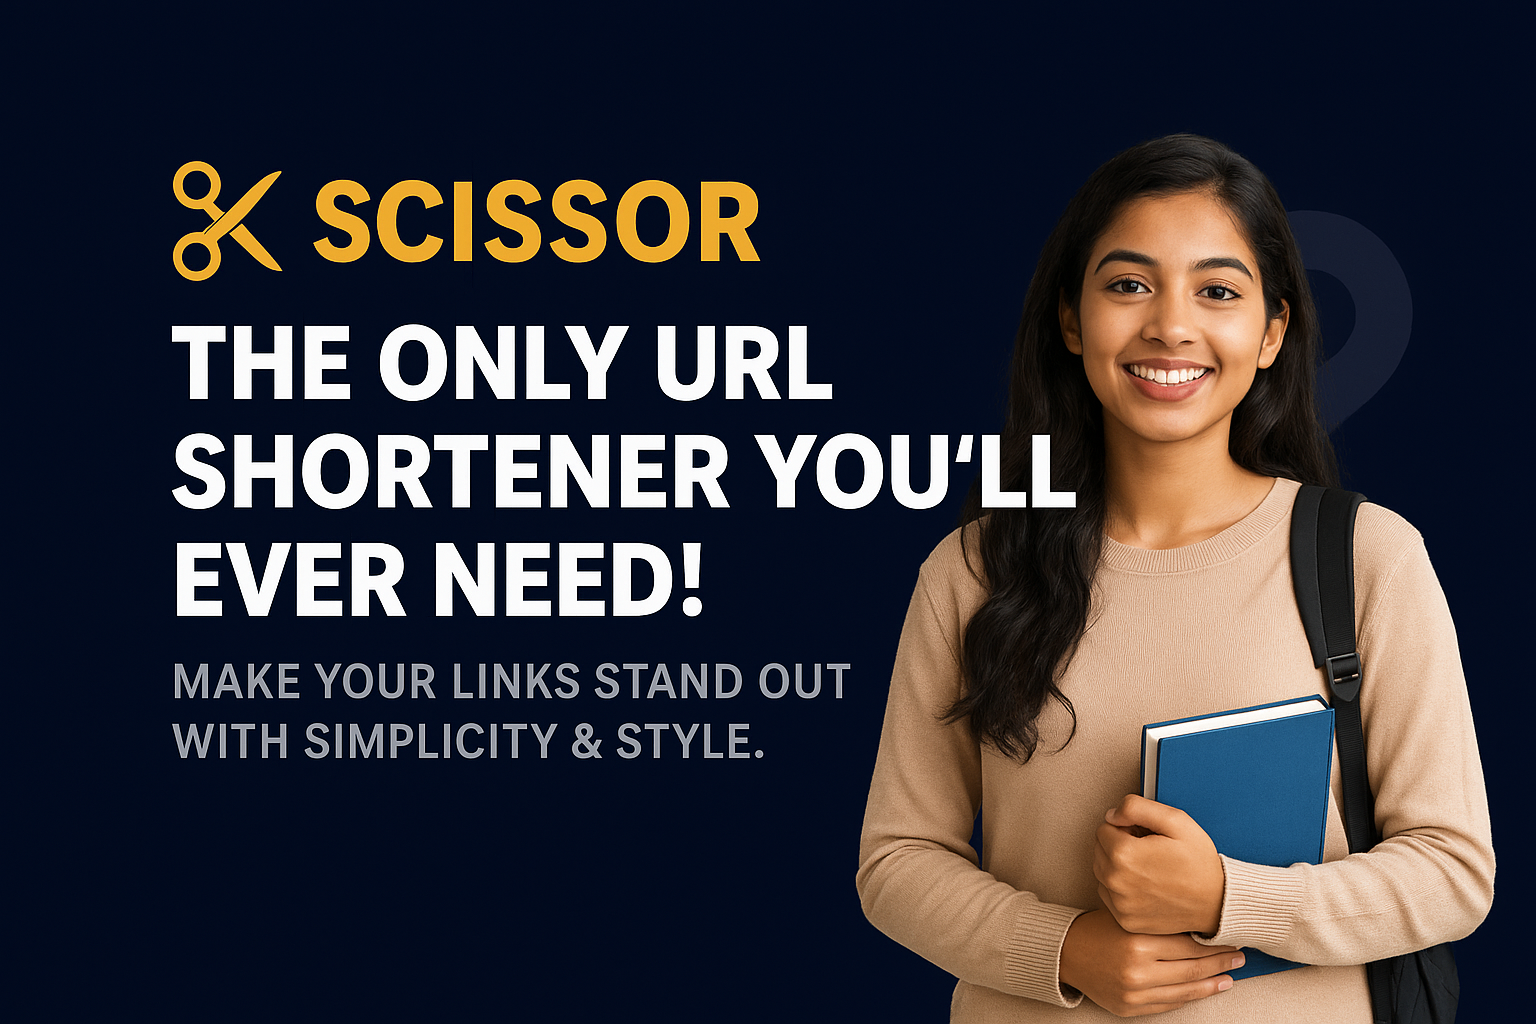 SCISSOR
THE ONLY URL
SHORTENER YOU‘LL
EVER NEED!
MAKE YOUR LINKS STAND OUT
WITH SIMPLICITY & STYLE.